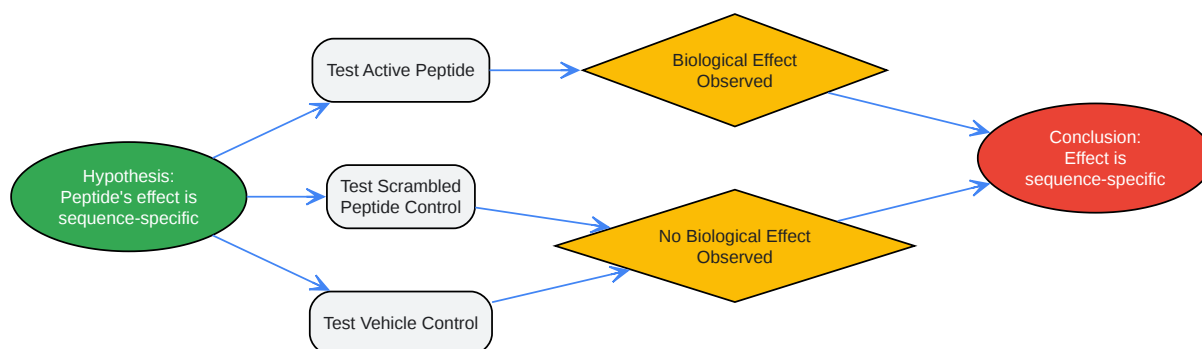 Hypothesis:
Peptide's effect is
sequence-specific
Test Active Peptide
Test Scrambled
Peptide Control
Test Vehicle Control
Biological Effect
Observed
No Biological Effect
Observed
Conclusion:
Effect is
sequence-specific